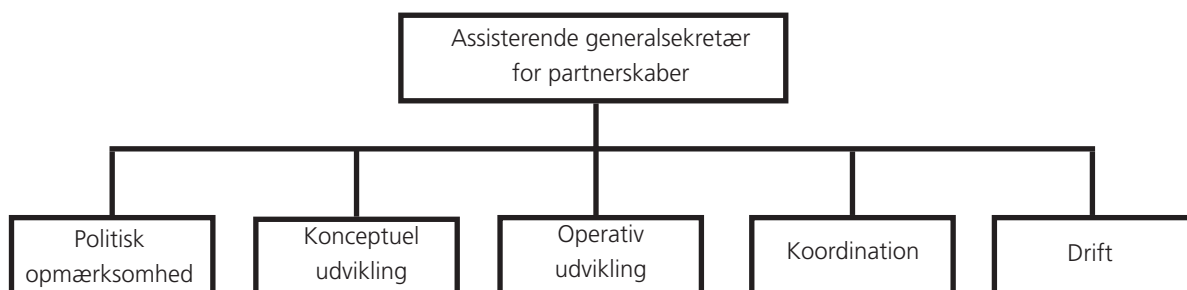 Assisterende generalsekretær
for partnerskaber
Politisk
opmærksomhed
Konceptuel
udvikling
Operativ
udvikling
Koordination
Drift